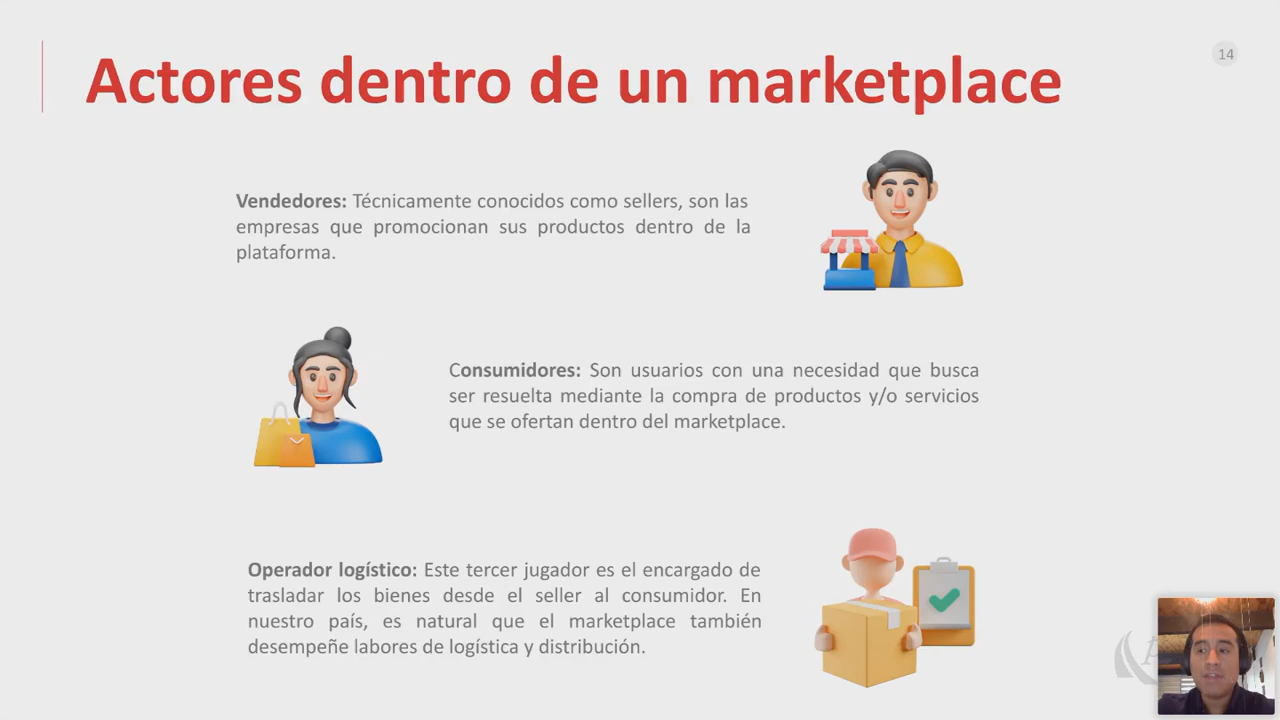 Actores dentro de un marketplace
14
Vendedores: Técnicamente conocidos como sellers, son las
empresas que promocionan sus productos dentro de la
plataforma.
Consumidores: Son usuarios con una necesidad que busca
ser resuelta mediante la compra de productos y/o servicios
que se ofertan dentro del marketplace.
Operador logístico: Este tercer jugador es el encargado de
trasladar los bienes desde el seller al consumidor. En
nuestro país, es natural que el marketplace también
desempeñe labores de logística y distribución.